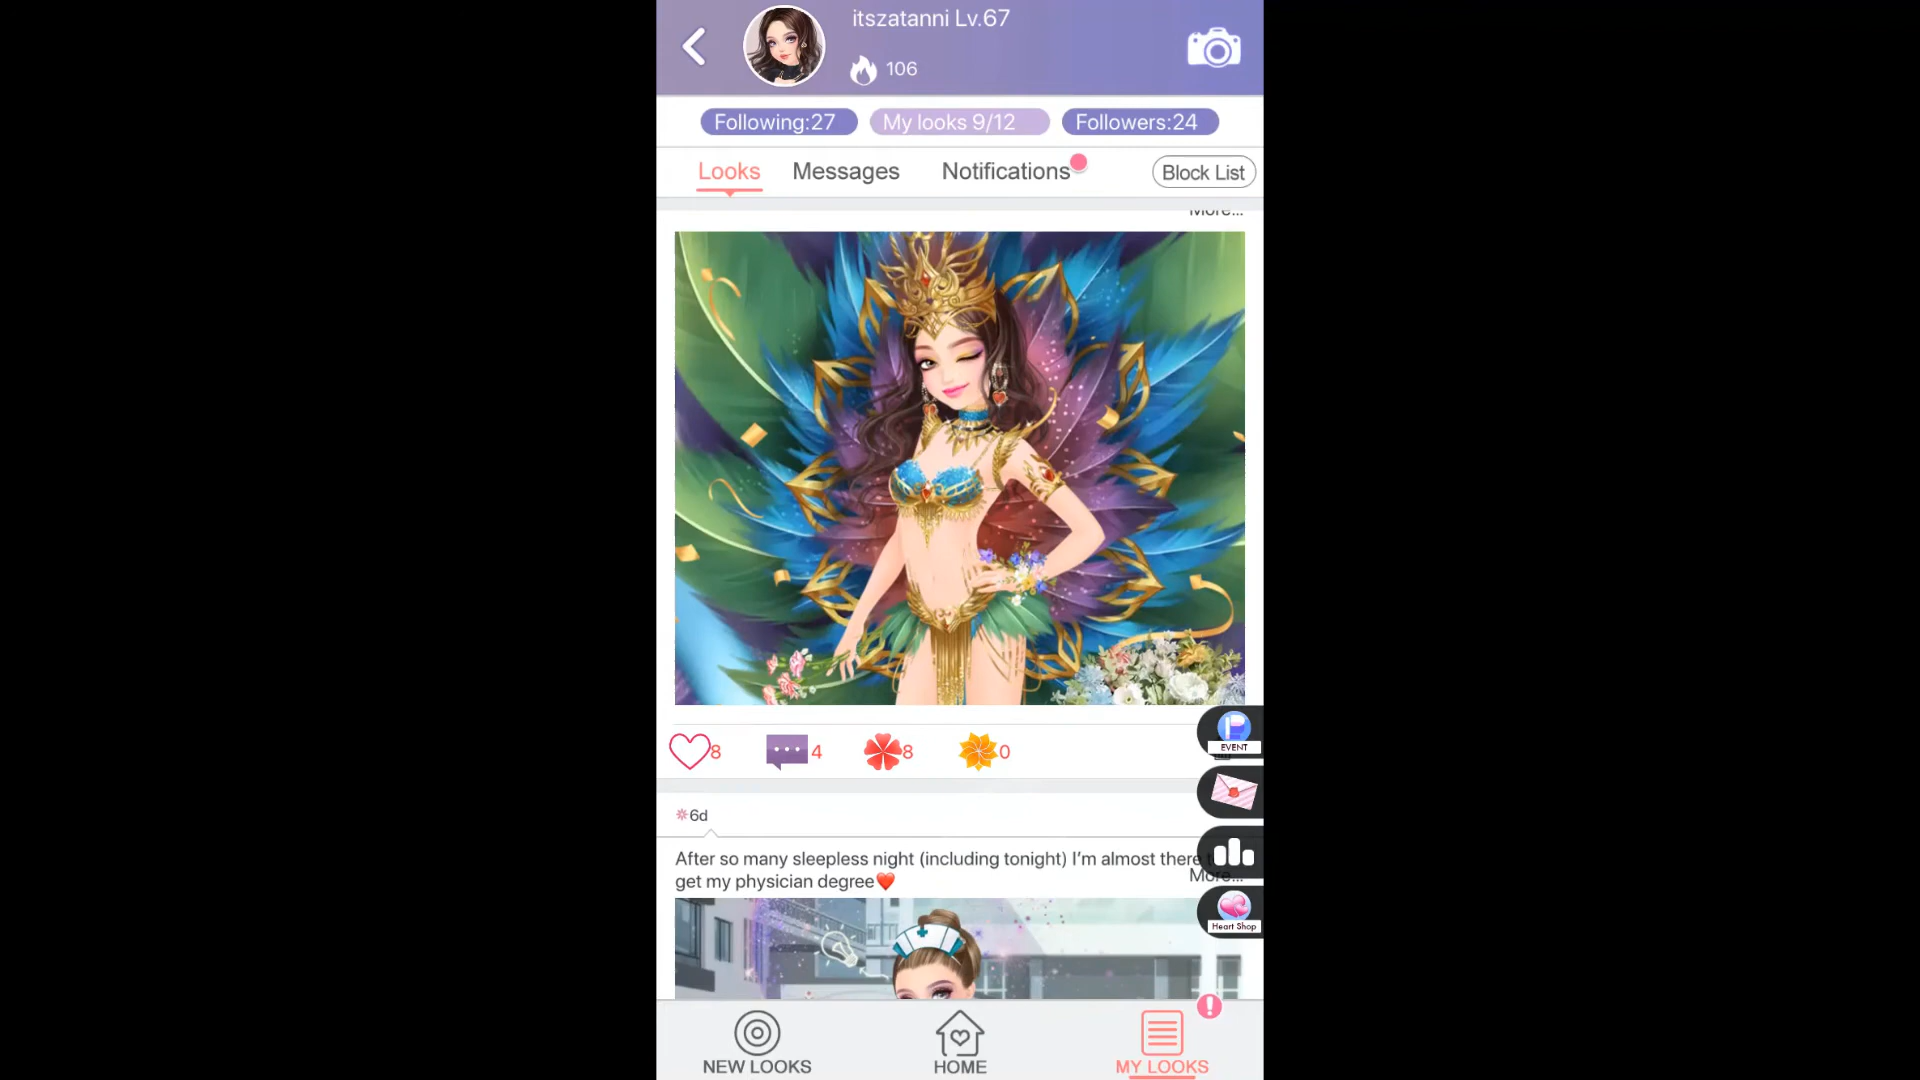 itszatanni Lv.67
106
Following:27 My looks 9/12 Followers:24
Looks Messages Notifications Block List
More...
8 4 8 0
EVENT
6d
After so many sleepless night (including tonight) I'm almost there
get my physician degree❤️ More...
Heart Shop
NEW LOOKS HOME MY LOOKS